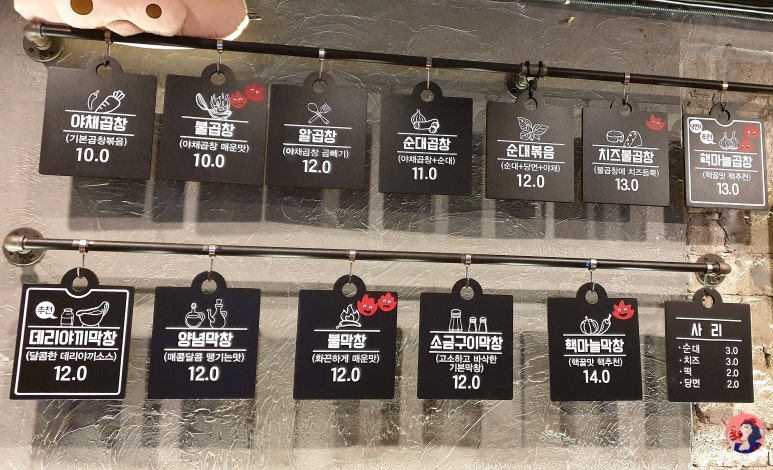 야채곱창
(기본곱창볶음)
10.0
불곱창
(야채곱창 매운맛)
10.0
알곱창
(야채곱창 곱빼기)
12.0
순대곱창
(야채곱창+순대)
11.0
순대볶음
(순대+당면+야채)
12.0
치즈불곱창
(불곱창에 치즈듬뿍)
13.0
추천
핵마늘곱창
(핵꿀맛 핵추천)
13.0
추천
데리야끼막창
(달콤한 데리야끼소스)
12.0
양념막창
(매콤달콤 땡기는맛)
12.0
불막창
(화끈하게 매운맛)
12.0
소금구이막창
(고소하고 바삭한
기본막창)
12.0
핵마늘막창
(핵꿀맛 핵추천)
14.0
사리
· 순대 3.0
· 치즈 3.0
· 떡 2.0
· 당면 2.0